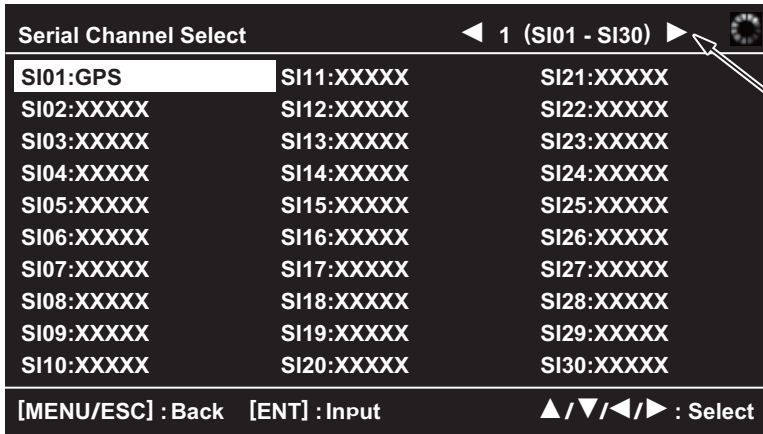 Serial Channel Select ◀ 1 (SI01 - SI30) ▶
SI01:GPS SI11:XXXXX SI21:XXXXX
SI02:XXXXX SI12:XXXXX SI22:XXXXX
SI03:XXXXX SI13:XXXXX SI23:XXXXX
SI04:XXXXX SI14:XXXXX SI24:XXXXX
SI05:XXXXX SI15:XXXXX SI25:XXXXX
SI06:XXXXX SI16:XXXXX SI26:XXXXX
SI07:XXXXX SI17:XXXXX SI27:XXXXX
SI08:XXXXX SI18:XXXXX SI28:XXXXX
SI09:XXXXX SI19:XXXXX SI29:XXXXX
SI10:XXXXX SI20:XXXXX SI30:XXXXX
[MENU/ESC] : Back [ENT] : Input ▲/▼/◀/▶ : Select